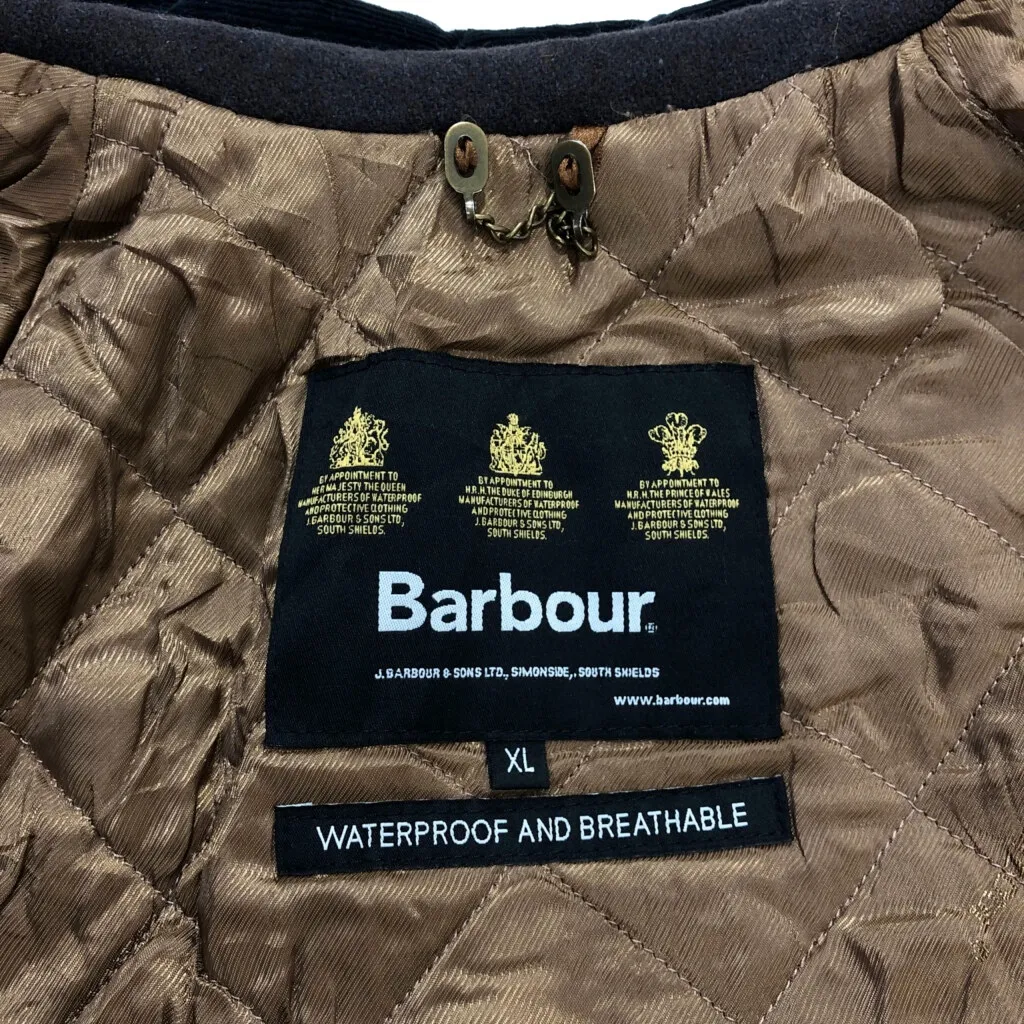 BY APPOINTMENT TO
HER MAJESTY THE QUEEN
MANUFACTURERS OF WATERPROOF
AND PROTECTIVE CLOTHING
J.BARBOUR & SONS LTD,
SOUTH SHIELDS.
BY APPOINTMENT TO
H.R.H.THE DUKE OF EDINBURGH
MANUFACTURERS OF WATERPROOF
AND PROTECTIVE CLOTHING
J.BARBOUR & SONS LTD,
SOUTH SHIELDS.
BY APPOINTMENT TO
H.R.H.THE PRINCE OF WALES
MANUFACTURERS OF WATERPROOF
AND PROTECTIVE CLOTHING
J.BARBOUR & SONS LTD,
SOUTH SHIELDS.
Barbour
J.BARBOUR & SONS LTD., SIMONSIDE,, SOUTH SHIELDS
www.barbour.com
XL
WATERPROOF AND BREATHABLE